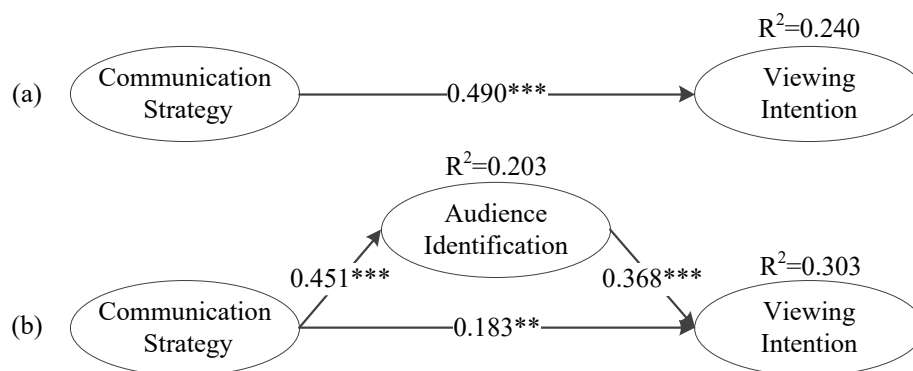 R²=0.240
(a) Communication Strategy 0.490*** Viewing Intention
R²=0.203
Audience Identification
0.451*** 0.368*** R²=0.303
(b) Communication Strategy 0.183** Viewing Intention